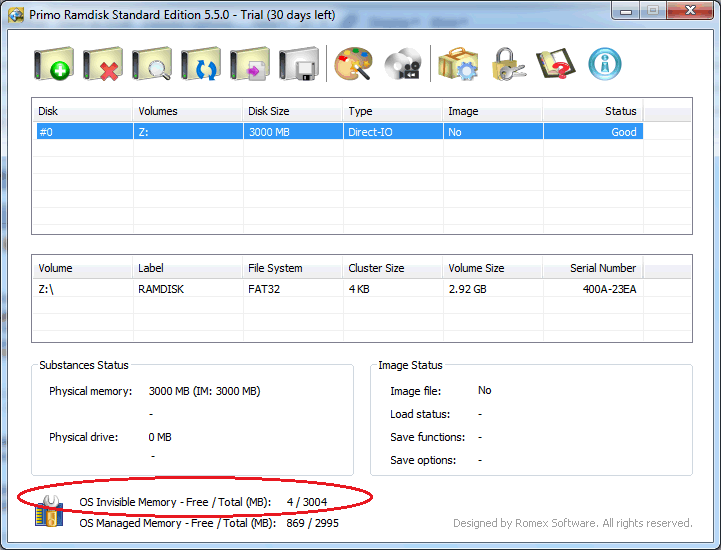 Primo Ramdisk Standard Edition 5.5.0 - Trial (30 days left)
Disk Volumes Disk Size Type Image Status
#0 Z: 3000 MB Direct-IO No Good
Volume Label File System Cluster Size Volume Size Serial Number
Z:\ RAMDISK FAT32 4 KB 2.92 GB 400A-23EA
Substances Status
Physical memory: 3000 MB (IM: 3000 MB)
-
Physical drive: 0 MB
-
Image Status
Image file: No
Load status: -
Save functions: -
Save options: -
OS Invisible Memory - Free / Total (MB): 4 / 3004
OS Managed Memory - Free / Total (MB): 869 / 2995
Designed by Romex Software. All rights reserved.